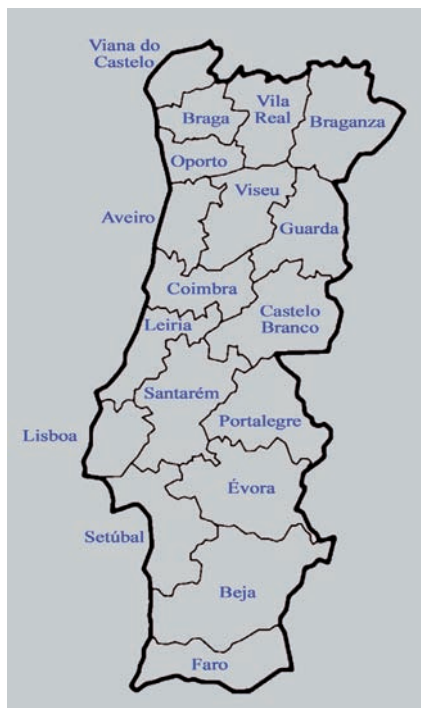 Viana do
Castelo
Braga
Vila
Real
Braganza
Oporto
Viseu
Aveiro
Guarda
Coimbra
Castelo
Branco
Leiria
Santarém
Portalegre
Lisboa
Évora
Setúbal
Beja
Faro